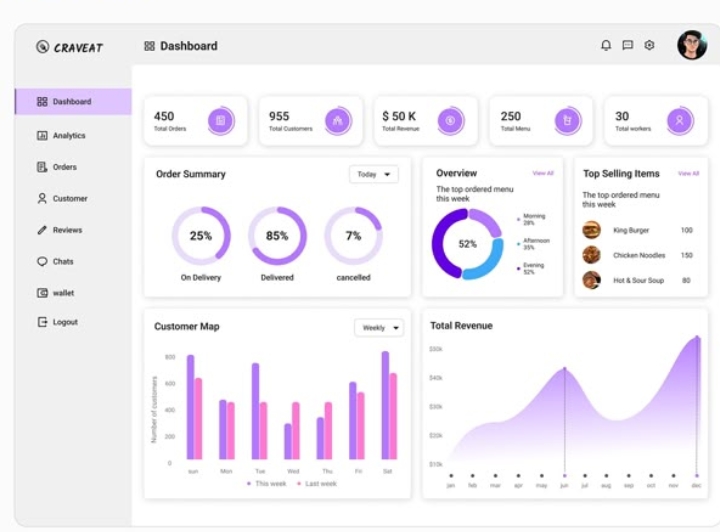 CRAVEAT
Dashboard
Dashboard
Analytics
Orders
Customer
Reviews
Chats
wallet
Logout
450
Total Orders
955
Total Customers
$ 50 K
Total Revenue
250
Total Menu
30
Total workers
Order Summary
Today
25%
On Delivery
85%
Delivered
7%
cancelled
Overview
View All
The top ordered menu
this week
52%
Morning
28%
Afternoon
35%
Evening
52%
Top Selling Items
View All
The top ordered menu
this week
King Burger 100
Chicken Noodles 150
Hot & Sour Soup 80
Customer Map
Weekly
Number of customers
800
600
400
200
0
sun Mon Tue Wed Thu Fri Sat
This week Last week
Total Revenue
$50k
$40k
$30k
$20k
$10k
jan feb mar apr may jun jul aug sep oct nov dec